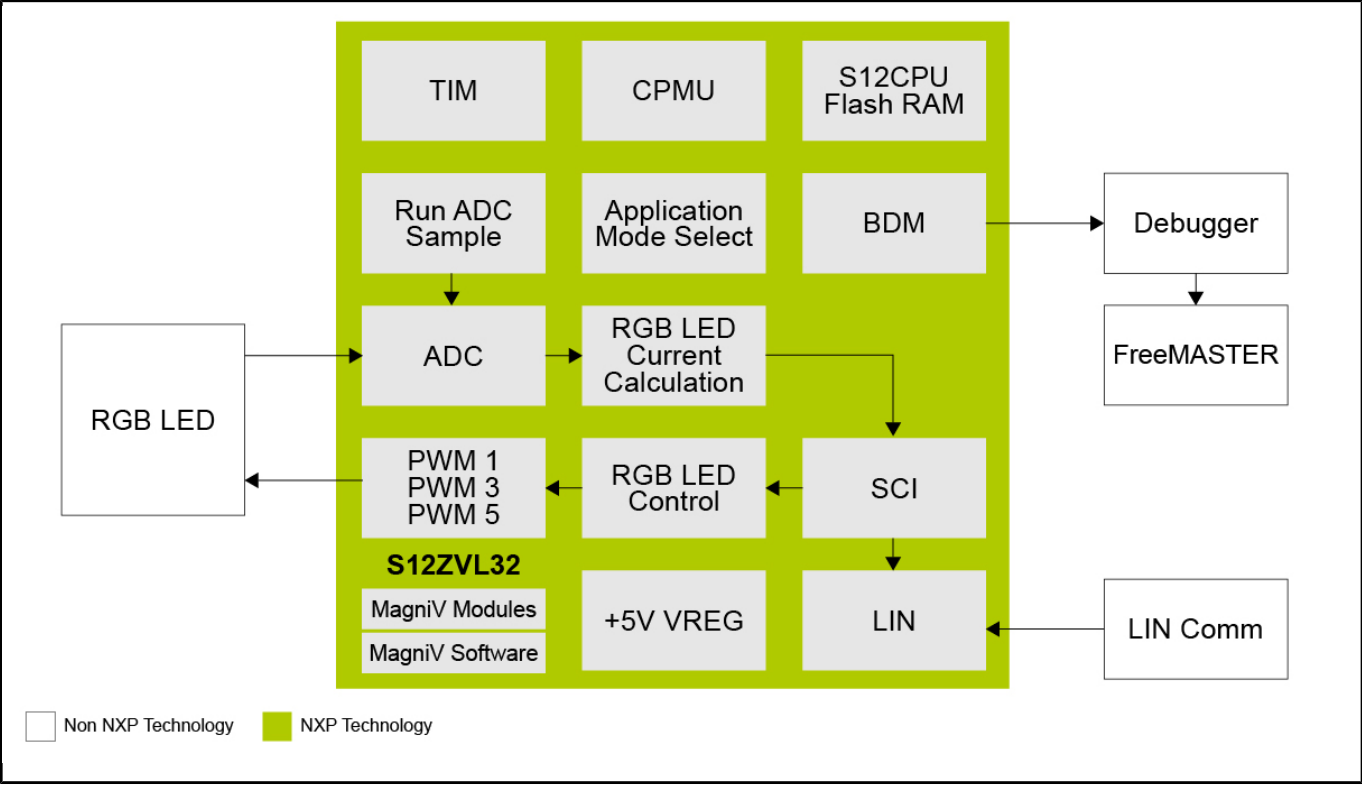 TIM
CPMU
S12CPU
Flash RAM
Run ADC
Sample
Application
Mode Select
BDM
Debugger
RGB LED
ADC
RGB LED
Current
Calculation
FreeMASTER
PWM 1
PWM 3
PWM 5
RGB LED
Control
SCI
S12ZVL32
MagniV Modules
MagniV Software
+5V VREG
LIN
LIN Comm
Non NXP Technology
NXP Technology